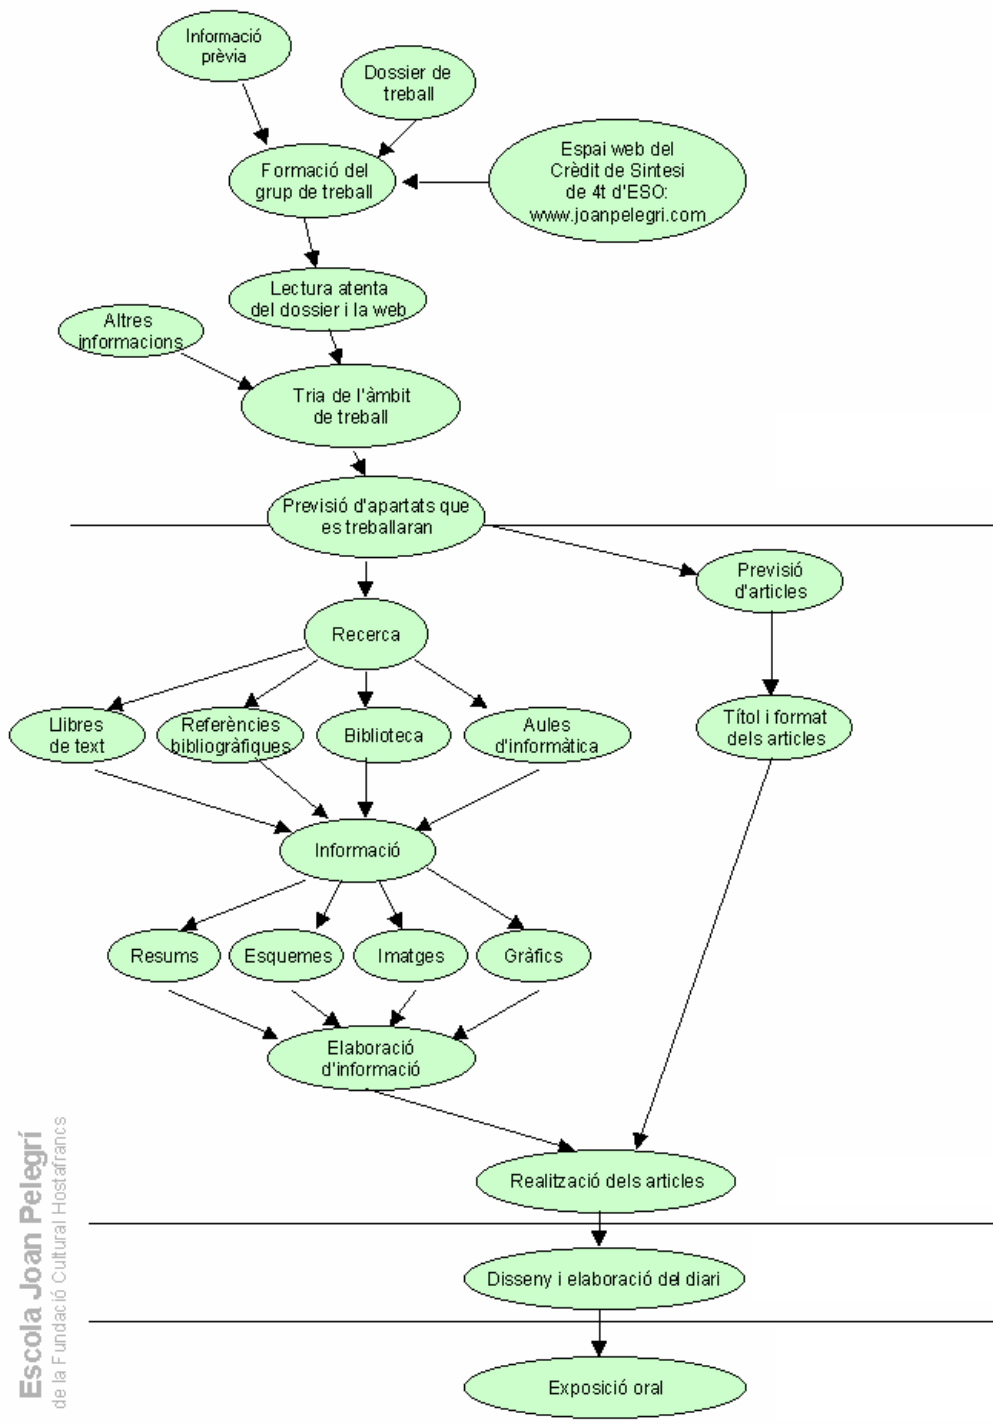 Informació
prèvia
Dossier de
treball
Formació del
grup de treball
Espai web del
Crèdit de Síntesi
de 4t d'ESO:
www.joanpelegri.com
Lectura atenta
del dossier i la web
Altres
informacions
Tria de l'àmbit
de treball
Previsió d'apartats que
es treballaran
Previsió
d'articles
Recerca
Llibres
de text
Referències
bibliogràfiques
Biblioteca
Aules
d'informàtica
Títol i format
dels articles
Informació
Resums
Esquemes
Imatges
Gràfics
Elaboració
d'informació
Realització dels articles
Disseny i elaboració del diari
Exposició oral
Escola Joan Pelegrí
de la Fundació Cultural Hostafrancs